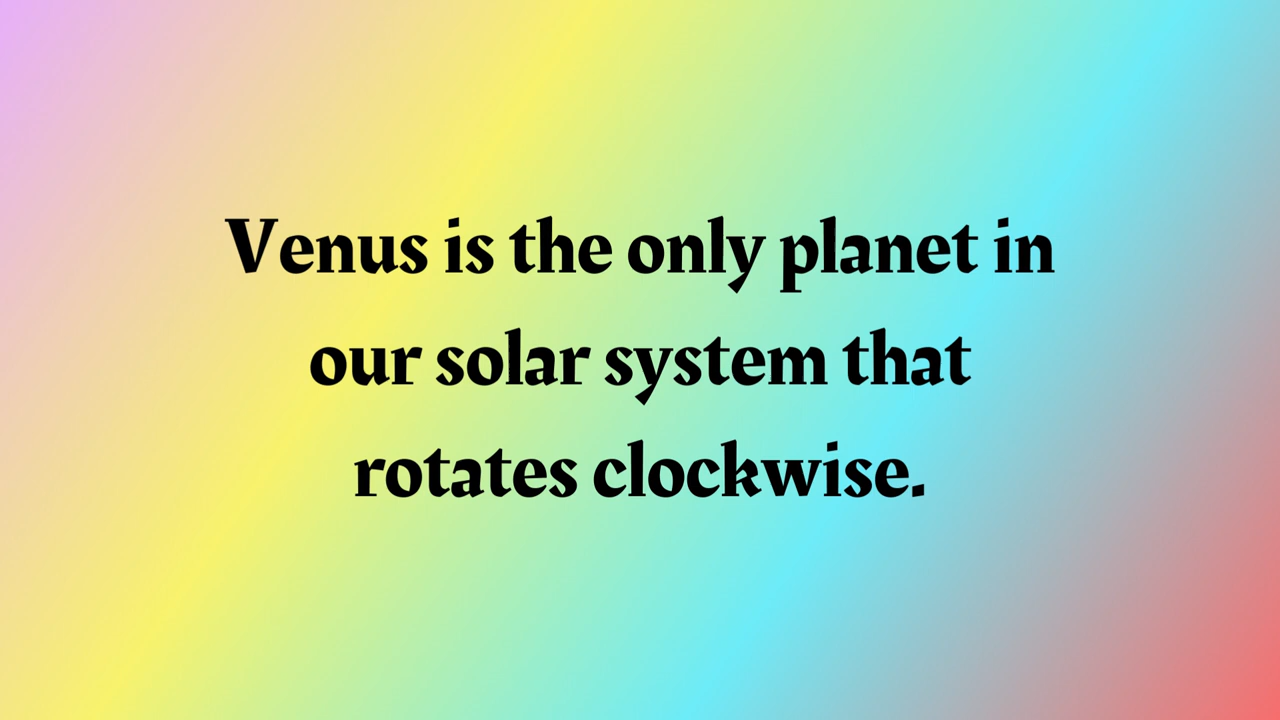 Venus is the only planet in
our solar system that
rotates clockwise.